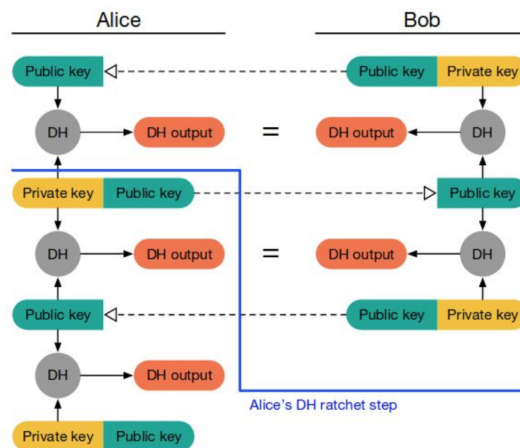 Alice Bob
Public key Public key Private key
DH DH output = DH output DH
Private key Public key Public key
DH DH output = DH output DH
Public key Public key Private key
DH DH output
Alice's DH ratchet step
Private key Public key